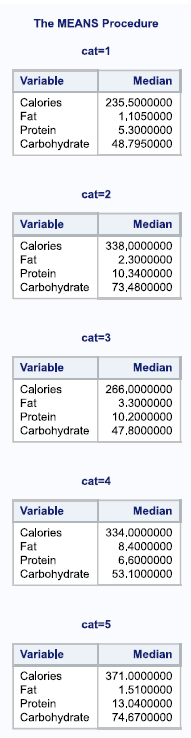 The MEANS Procedure
cat=1
Variable Median
Calories 235.5000000
Fat 1.1050000
Protein 5.3000000
Carbohydrate 48.7950000
cat=2
Variable Median
Calories 338.0000000
Fat 2.3000000
Protein 10.3400000
Carbohydrate 73.4800000
cat=3
Variable Median
Calories 266.0000000
Fat 3.3000000
Protein 10.2000000
Carbohydrate 47.8000000
cat=4
Variable Median
Calories 334.0000000
Fat 8.4000000
Protein 6.6000000
Carbohydrate 53.1000000
cat=5
Variable Median
Calories 371.0000000
Fat 1.5100000
Protein 13.0400000
Carbohydrate 74.6700000